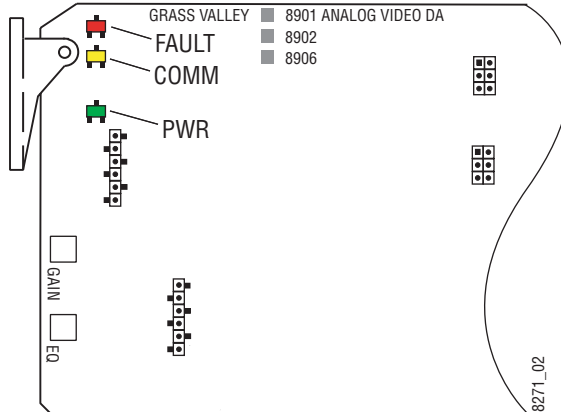 GRASS VALLEY 8901 ANALOG VIDEO DA
8902
8906
FAULT
COMM
PWR
GAIN
EQ
8271_02